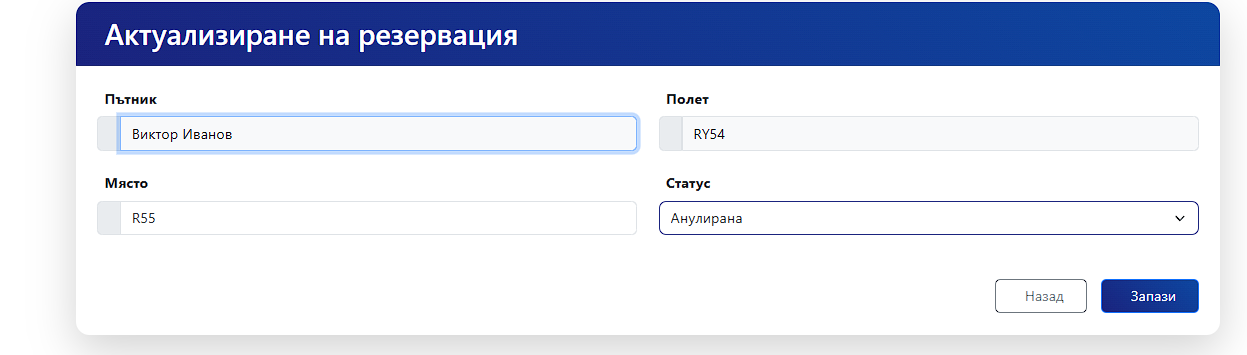 Актуализиране на резервация
Пътник
Полет
Виктор Иванов
RY54
Място
Статус
R55
Анулирана
Назад
Запази